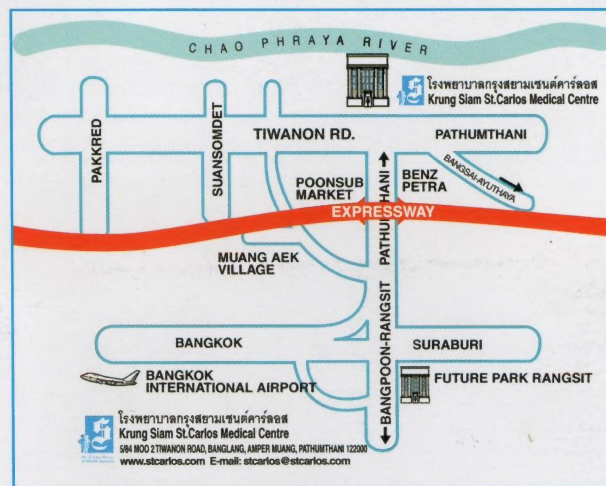 CHAO PHRAYA RIVER
โรงพยาบาลกรุงสยามเซนต์คาร์ลอส
Krung Siam St.Carlos Medical Centre
PAKKRED
SUANSOMDET
TIWANON RD.
PATHUMTHANI
BANGSAI-AYUTHAYA
POONSUB
MARKET
BENZ
PETRA
EXPRESSWAY
BANGPOON-RANGSIT PATHUMTHANI
MUANG AEK
VILLAGE
BANGKOK
SURABURI
BANGKOK
INTERNATIONAL AIRPORT
FUTURE PARK RANGSIT
โรงพยาบาลกรุงสยามเซนต์คาร์ลอส
Krung Siam St.Carlos Medical Centre
5/84 MOO 2 TIWANON ROAD, BANGLANG, AMPER MUANG, PATHUMTHANI 122000
www.stcarlos.com E-mail: stcarlos@stcarlos.com